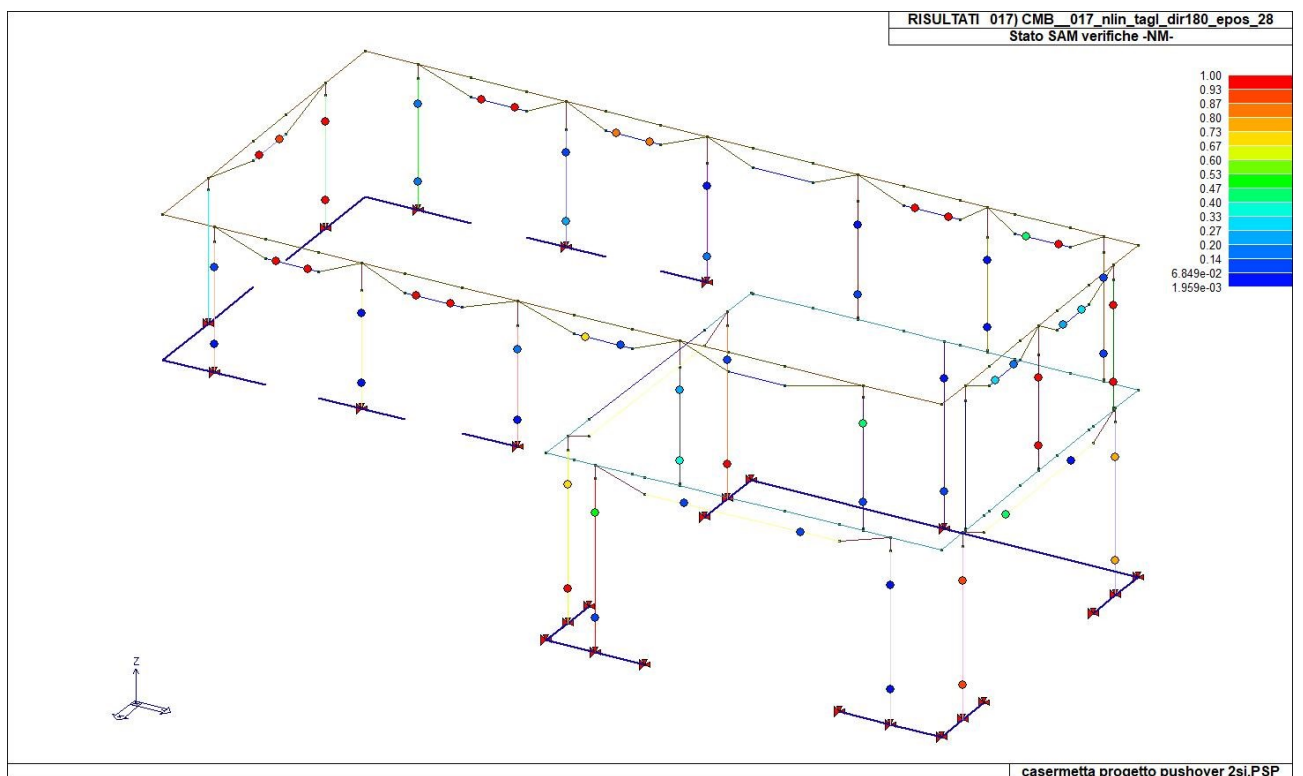 RISULTATI 017) CMB__017_nlin_tagl_dir180_epos_28
Stato SAM verifiche -NM-
1.00
0.93
0.87
0.80
0.73
0.67
0.60
0.53
0.47
0.40
0.33
0.27
0.20
0.14
6.849e-02
1.959e-03
Z
casermetta progetto pushover 2si.PSP